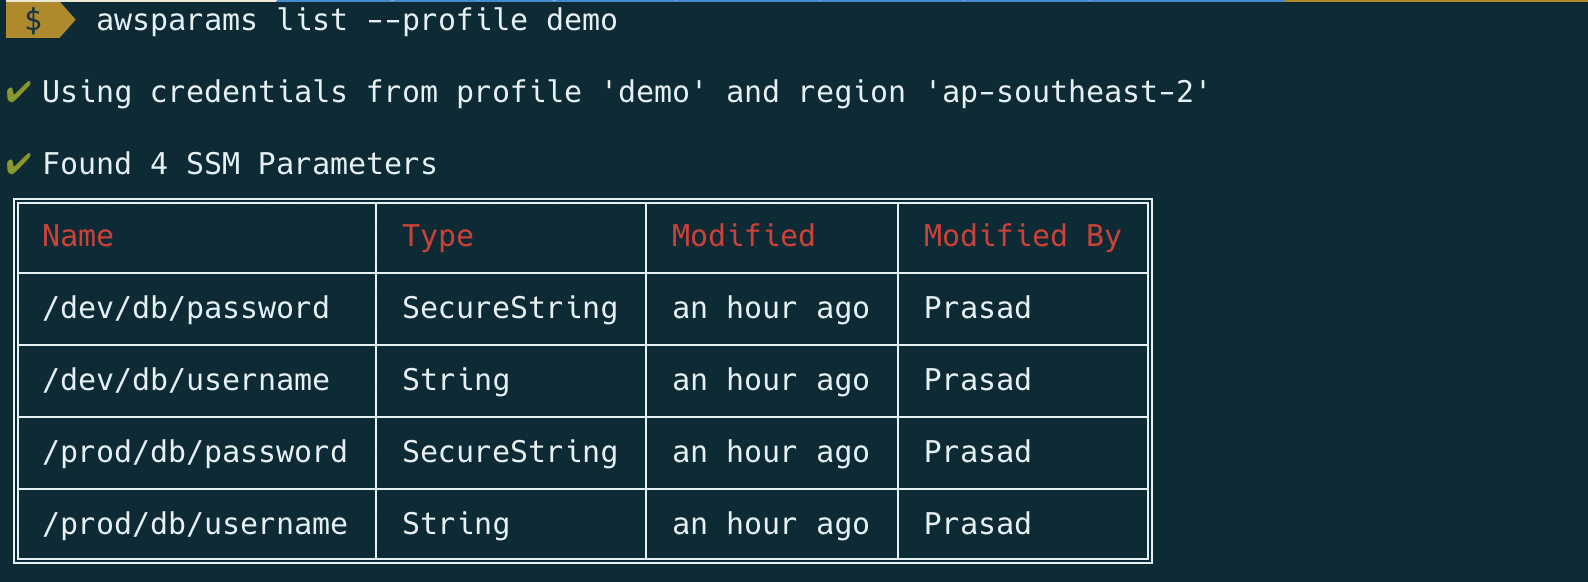 $ awsparams list --profile demo
✔ Using credentials from profile 'demo' and region 'ap-southeast-2'
✔ Found 4 SSM Parameters
Name Type Modified Modified By
/dev/db/password SecureString an hour ago Prasad
/dev/db/username String an hour ago Prasad
/prod/db/password SecureString an hour ago Prasad
/prod/db/username String an hour ago Prasad